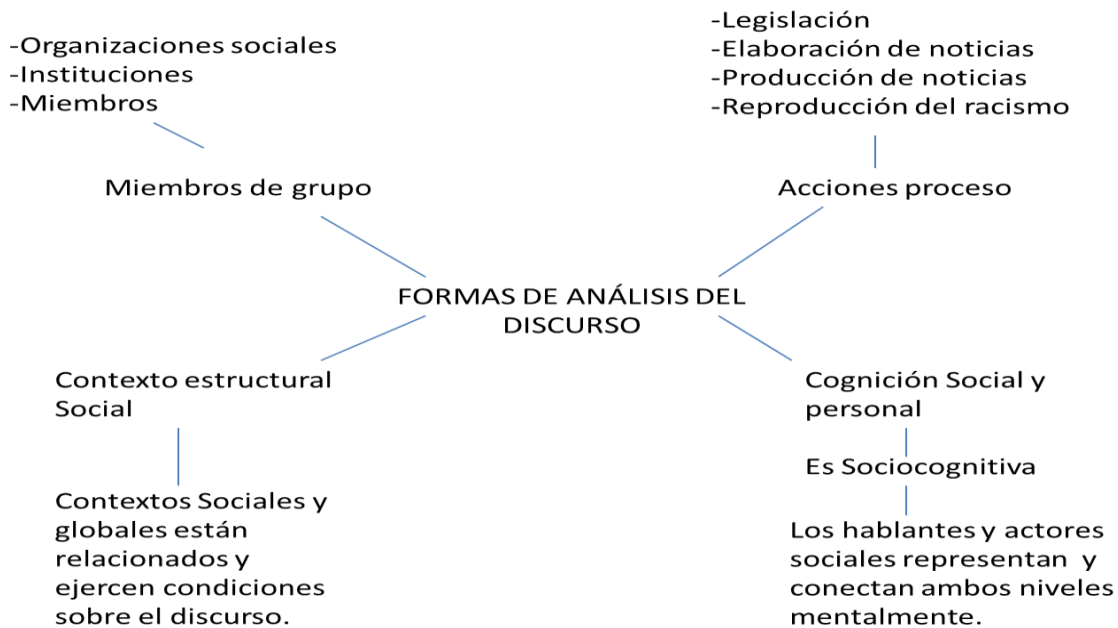 -Organizaciones sociales
-Instituciones
-Miembros
Miembros de grupo
-Legislación
-Elaboración de noticias
-Producción de noticias
-Reproducción del racismo
Acciones proceso
FORMAS DE ANÁLISIS DEL
DISCURSO
Contexto estructural
Social
Contextos Sociales y
globales están
relacionados y
ejercen condiciones
sobre el discurso.
Cognición Social y
personal
Es Sociocognitiva
Los hablantes y actores
sociales representan y
conectan ambos niveles
mentalmente.